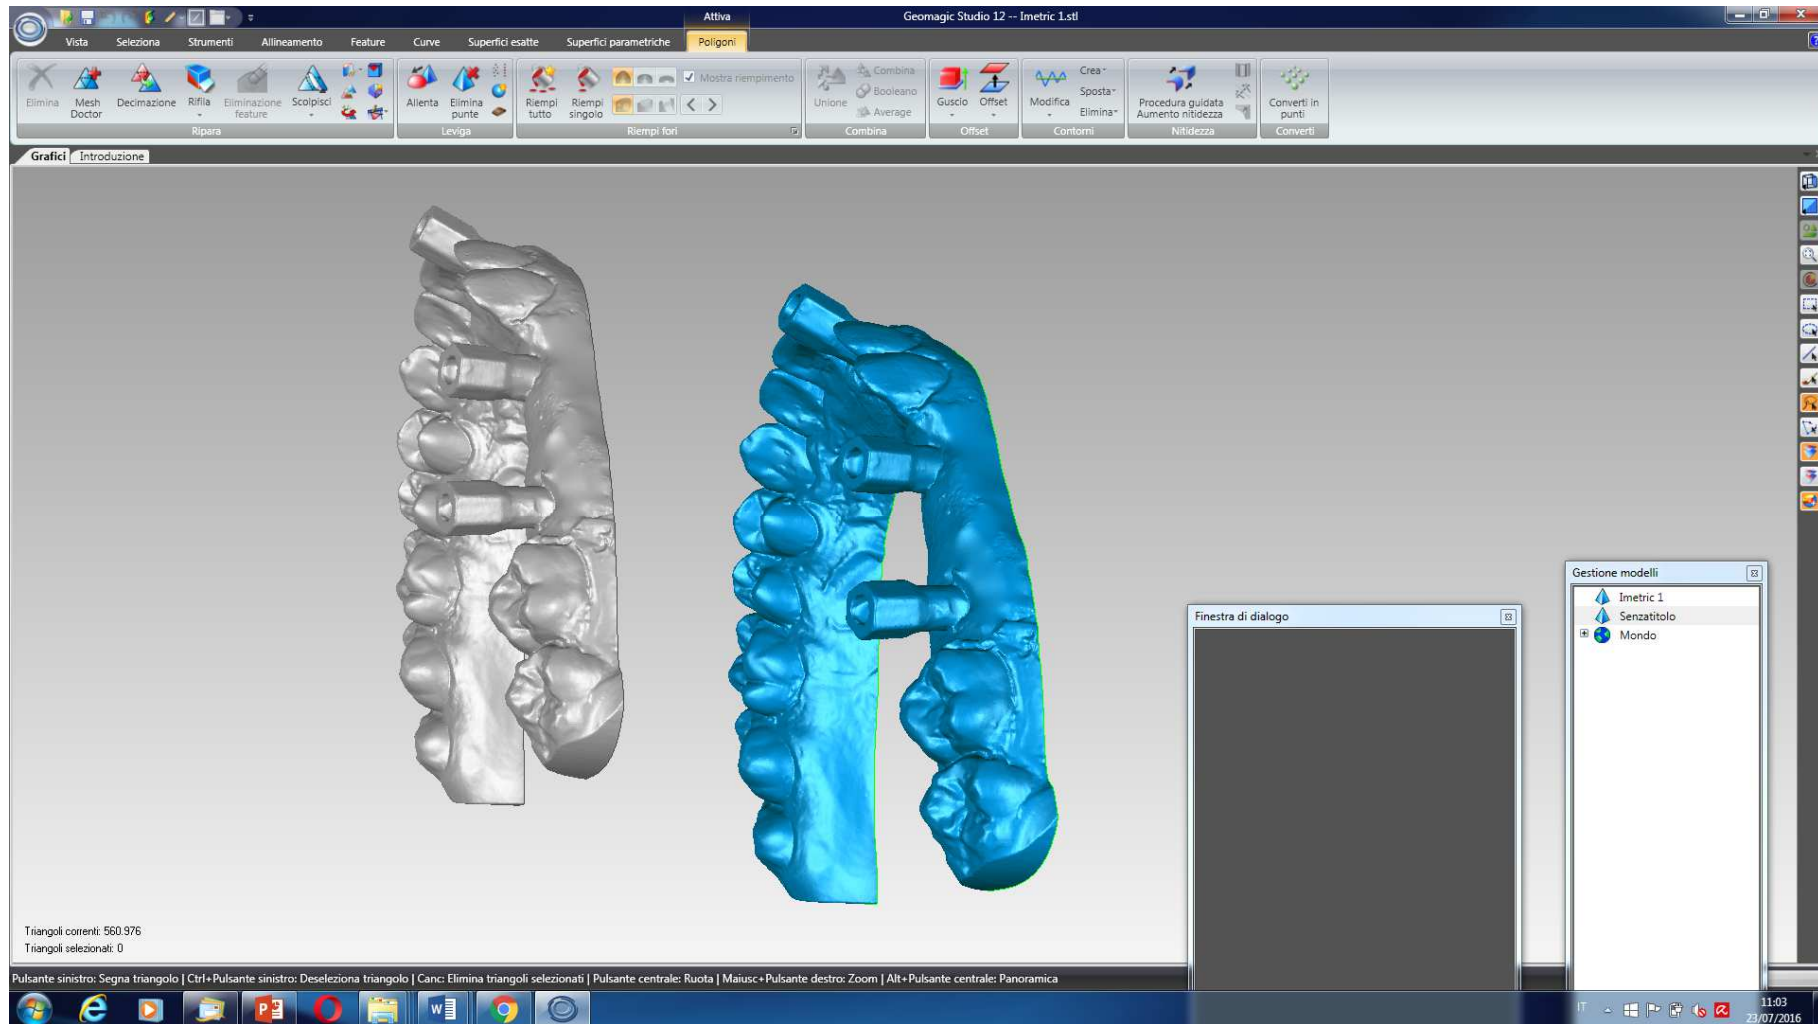 Attiva
Geomagic Studio 12 -- Imetric 1.stl
Vista Seleziona Strumenti Allineamento Feature Curve Superfici esatte Superfici parametriche Poligoni
Elimina
Mesh Doctor
Decimazione
Rifila
Eliminazione feature
Scolpisci
Ripara
Allenta
Elimina punte
Leviga
Riempi tutto
Riempi singolo
Mostra riempimento
Riempi fori
Unione
Combina
Booleano
Average
Combina
Guscio
Offset
Offset
Modifica
Crea
Sposta
Elimina
Contorni
Procedura guidata Aumento nitidezza
Nitidezza
Converti in punti
Converti
Grafici Introduzione
Gestione modelli
Imetric 1
Senzatitolo
Mondo
Finestra di dialogo
Triangoli correnti: 560.976
Triangoli selezionati: 0
Pulsante sinistro: Segna triangolo | Ctrl+Pulsante sinistro: Deseleziona triangolo | Canc: Elimina triangoli selezionati | Pulsante centrale: Ruota | Maiusc+Pulsante destro: Zoom | Alt+Pulsante centrale: Panoramica
IT
11:03
23/07/2016